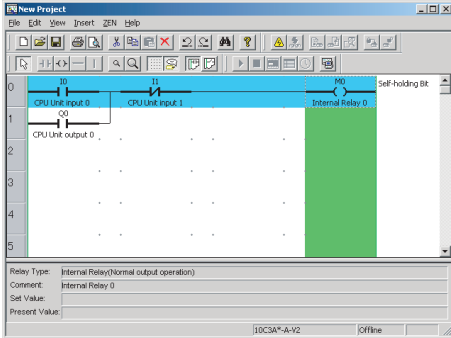 New Project
File Edit View Insert ZEN Help
0 I0 I1 M0 Self-holding Bit
CPU Unit input 0 CPU Unit input 1 Internal Relay 0
1 Q0
CPU Unit output 0
2
3
4
5
Relay Type: Internal Relay(Normal output operation)
Comment: Internal Relay 0
Set Value:
Present Value:
10C3A*-A-V2 Offline